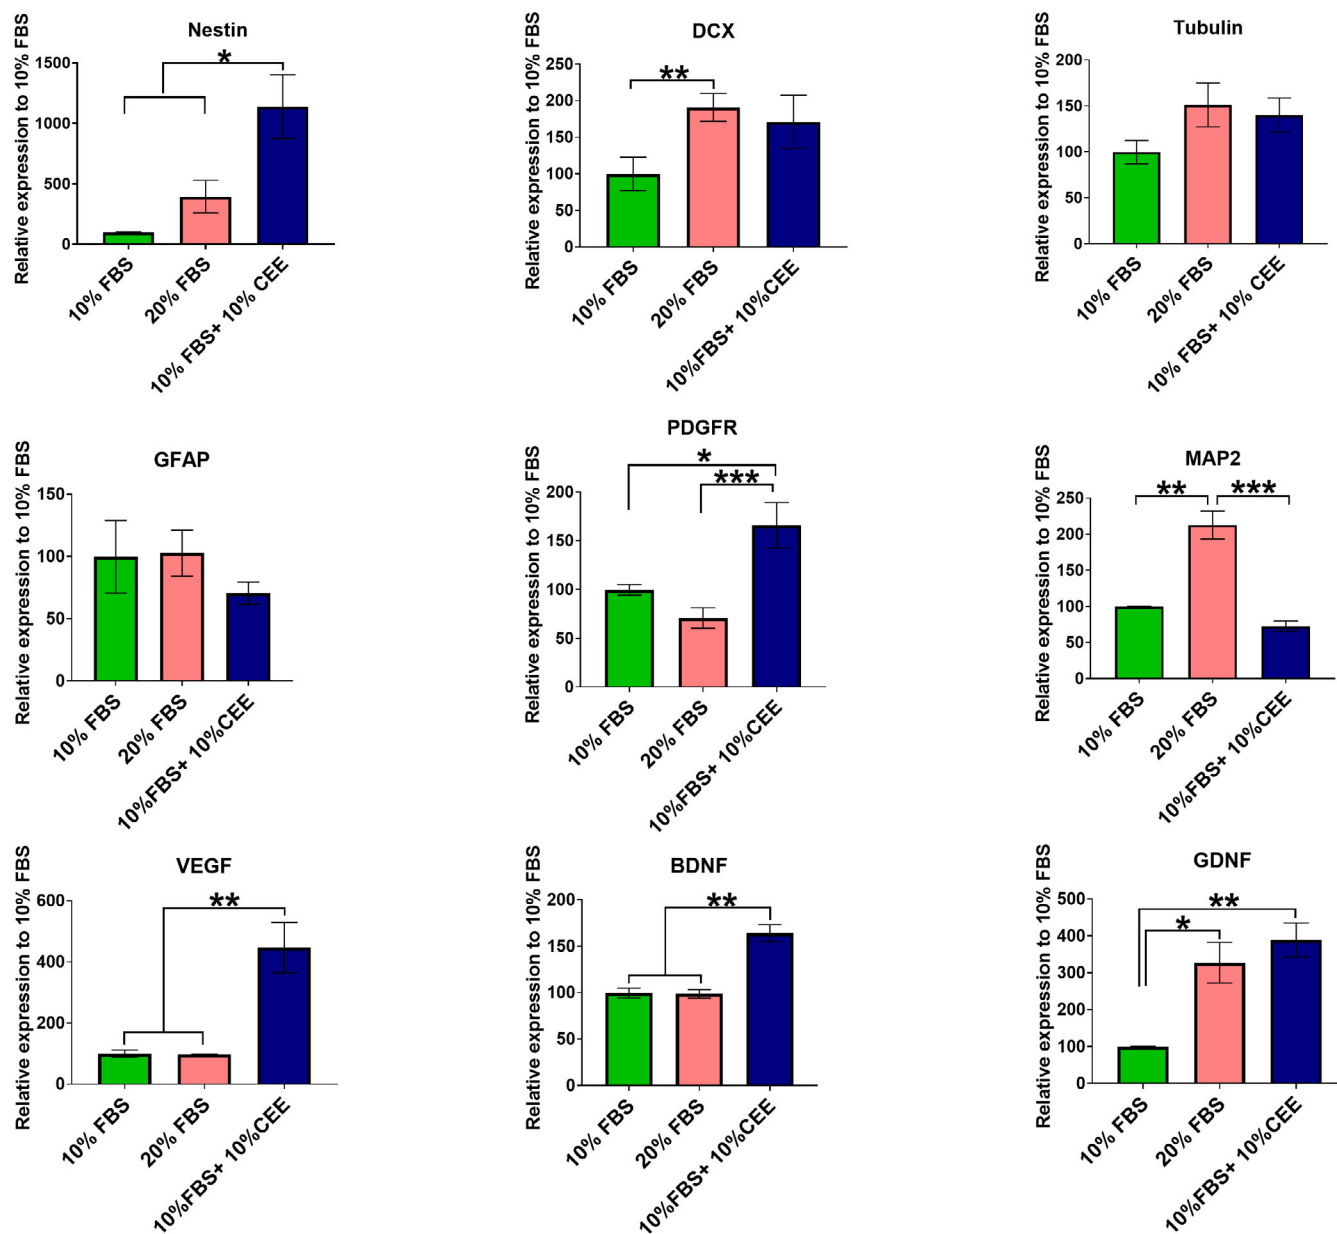 Nestin
Relative expression to 10% FBS
1500
1000
500
0
*
10% FBS
20% FBS
10% FBS+ 10% CEE
DCX
Relative expression to 10% FBS
250
200
150
100
50
0
**
10% FBS
20% FBS
10%FBS+ 10%CEE
Tubulin
Relative expression to 10% FBS
200
150
100
50
0
10% FBS
20% FBS
10% FBS+ 10% CEE
GFAP
Relative expression to 10% FBS
150
100
50
0
10% FBS
20% FBS
10%FBS+ 10%CEE
PDGFR
Relative expression to 10% FBS
200
150
100
50
0
*
***
10% FBS
20% FBS
10%FBS+ 10%CEE
MAP2
Relative expression to 10% FBS
250
200
150
100
50
0
**
***
10% FBS
20% FBS
10%FBS+ 10%CEE
VEGF
Relative expression to 10% FBS
600
400
200
0
**
10% FBS
20% FBS
10%FBS+ 10%CEE
BDNF
Relative expression to 10% FBS
200
150
100
50
0
**
10% FBS
20% FBS
10%FBS+ 10%CEE
GDNF
Relative expression to 10% FBS
500
400
300
200
100
0
**
*
10% FBS
20% FBS
10%FBS+ 10%CEE